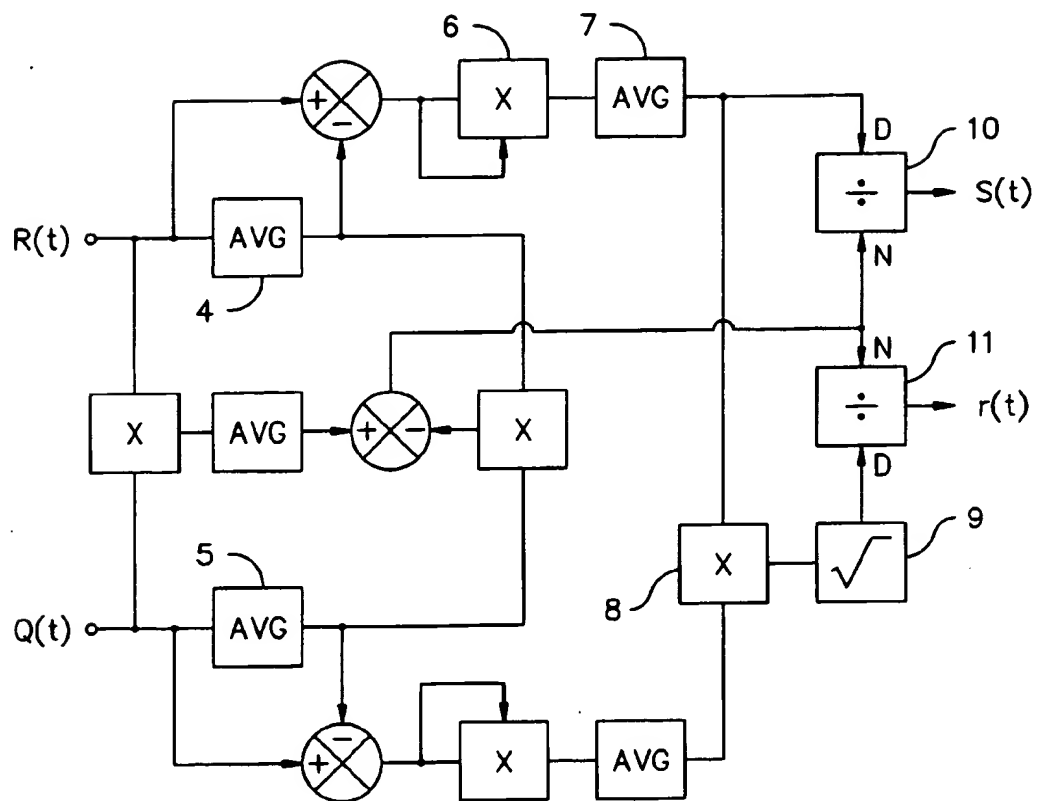 6
7
+
−
X
AVG
D
10
÷
S(t)
N
R(t)
AVG
4
N
11
÷
r(t)
D
X
AVG
+
−
X
5
8
X
√
9
Q(t)
AVG
−
+
X
AVG